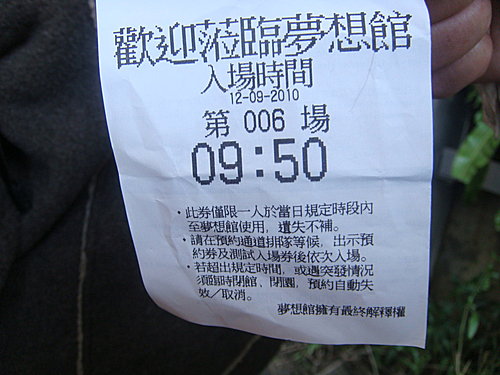 歡迎蒞臨夢想館
入場時間
12-09-2010
第 006 場
09:50
·此券僅限一人於當日規定時段內
至夢想館使用，遺失不補。
·請在預約通道排隊等候，出示預
約券及測試入場券後依次入場。
·若超出規定時間，或遇突發情況
須臨時閉館、閉園，預約自動失
效／取消。
夢想館擁有最終解釋權